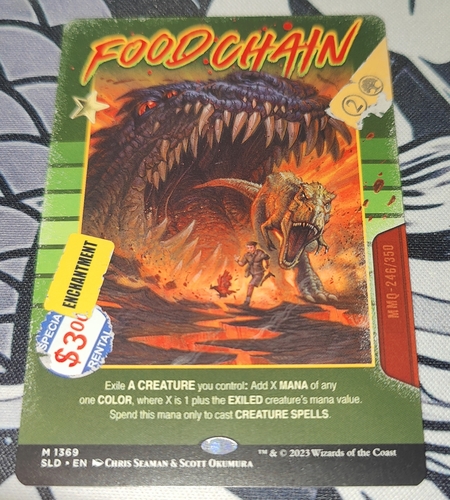 FOOD CHAIN
2
ENCHANTMENT
SPECIAL
$3.00
RENTAL
MMQ-246/350
Exile A CREATURE you control: Add X MANA of any
one COLOR, where X is 1 plus the EXILED creature's mana value.
Spend this mana only to cast CREATURE SPELLS.
M 1369
SLD • EN CHRIS SEAMAN & SCOTT OKUMURA
™ & © 2023 Wizards of the Coast